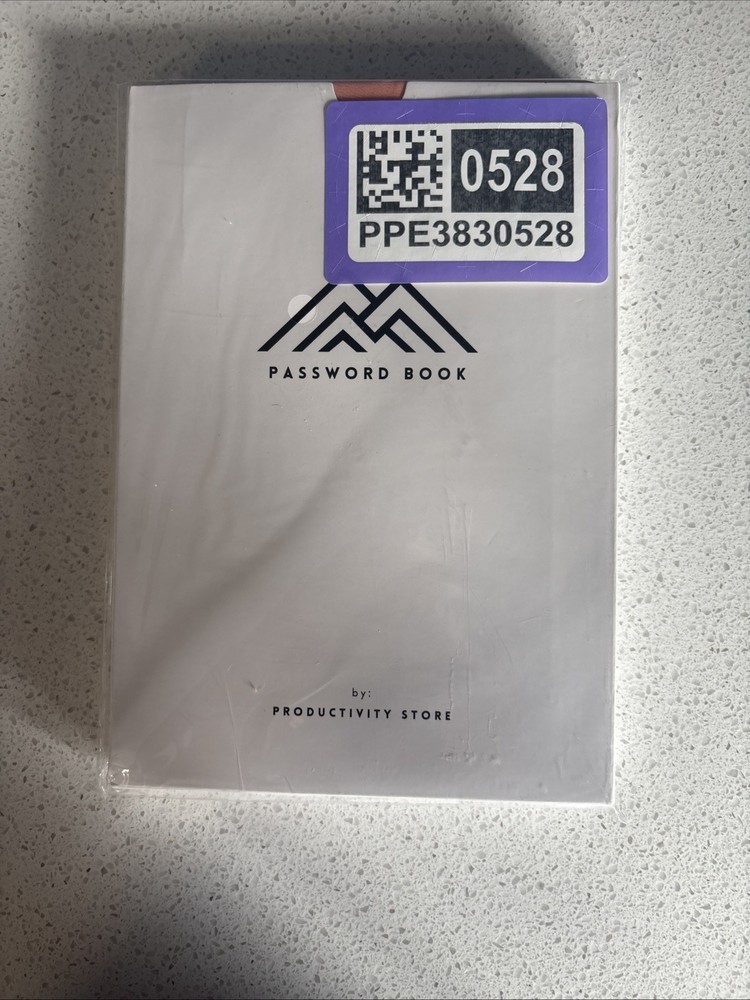 0528
PPE3830528
PASSWORD BOOK
by:
PRODUCTIVITY STORE